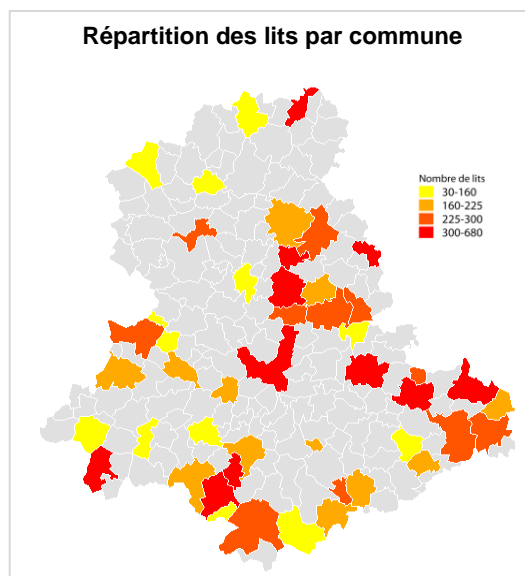 Répartition des lits par commune
Nombre de lits
30-160
160-225
225-300
300-680